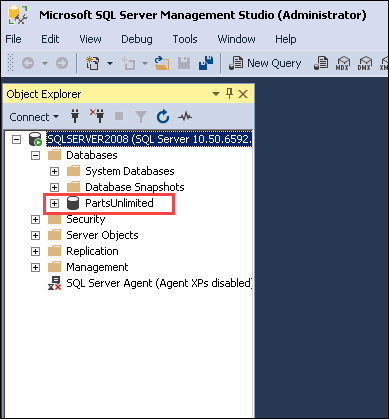 Microsoft SQL Server Management Studio (Administrator)
File Edit View Debug Tools Window Help
New Query MDX DMX
Object Explorer
Connect
SQLSERVER2008 (SQL Server 10.50.6592.
Databases
System Databases
Database Snapshots
PartsUnlimited
Security
Server Objects
Replication
Management
SQL Server Agent (Agent XPs disabled)